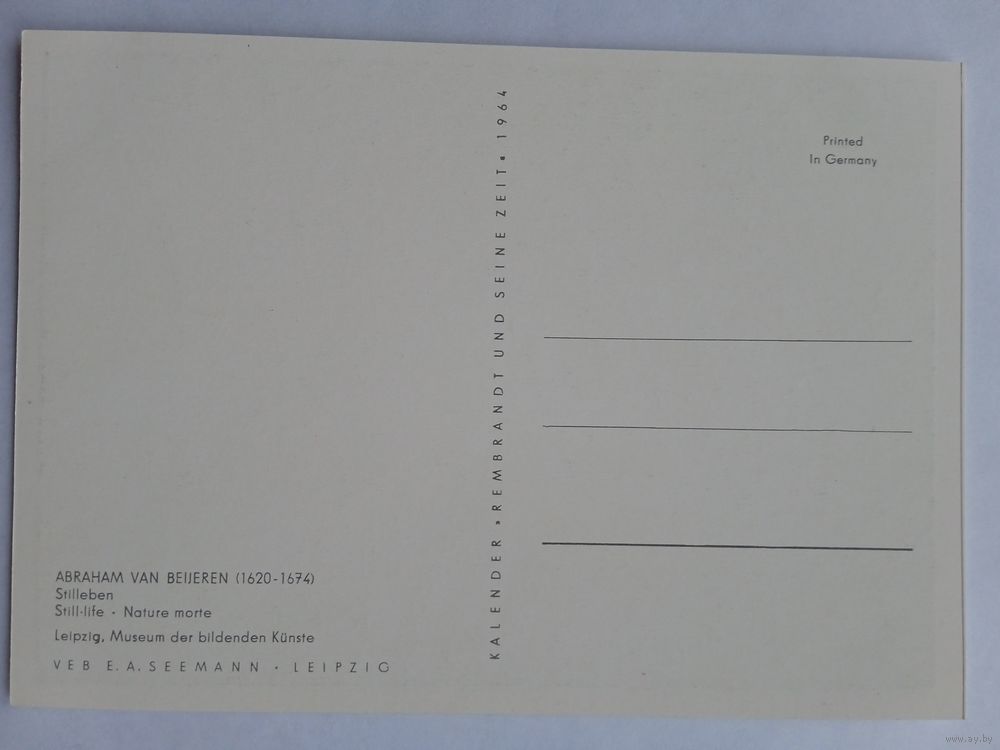 ABRAHAM VAN BEIJEREN (1620-1674)
Stilleben
Still-life • Nature morte
Leipzig, Museum der bildenden Künste
VEB E. A. SEEMANN • LEIPZIG
KALENDER »REMBRANDT UND SEINE ZEIT« 1964
Printed
In Germany
www.ay.by